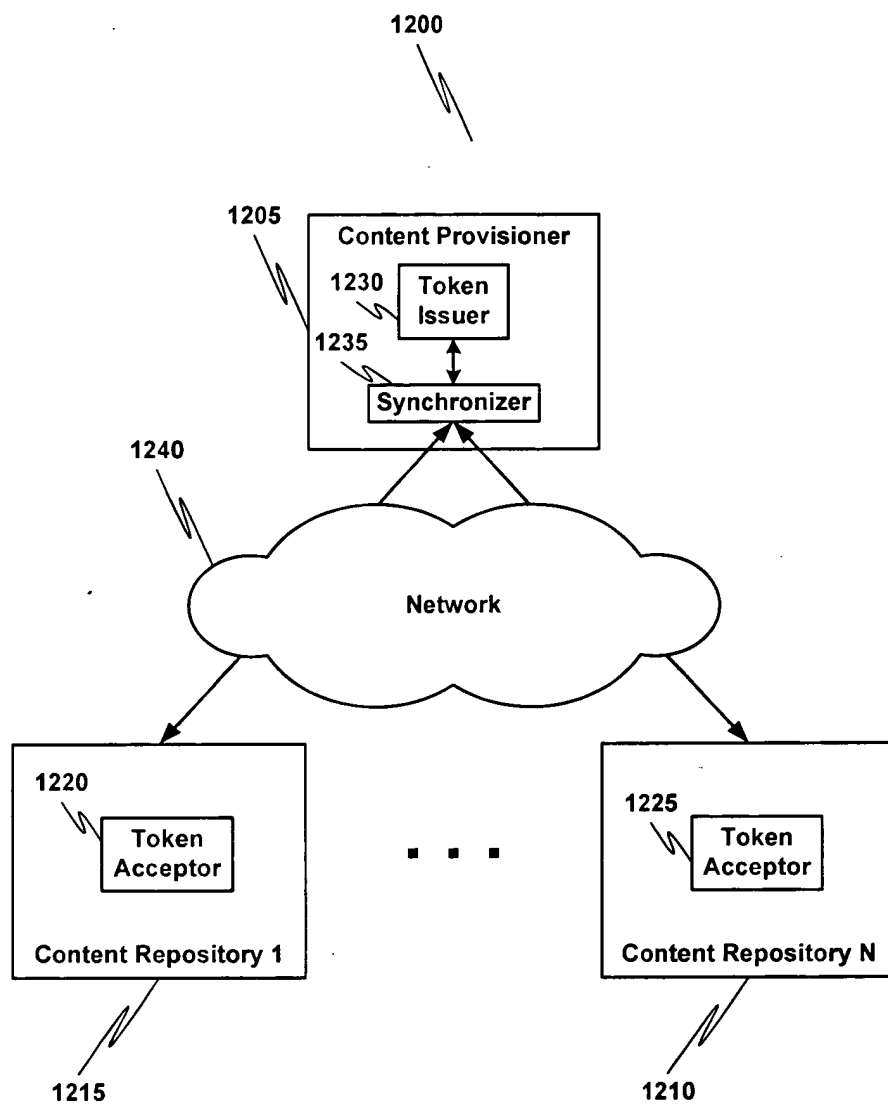 1200
1205
Content Provisioner
1230
Token
Issuer
1235
Synchronizer
1240
Network
1220
Token
Acceptor
Content Repository 1
1215
1225
Token
Acceptor
Content Repository N
1210